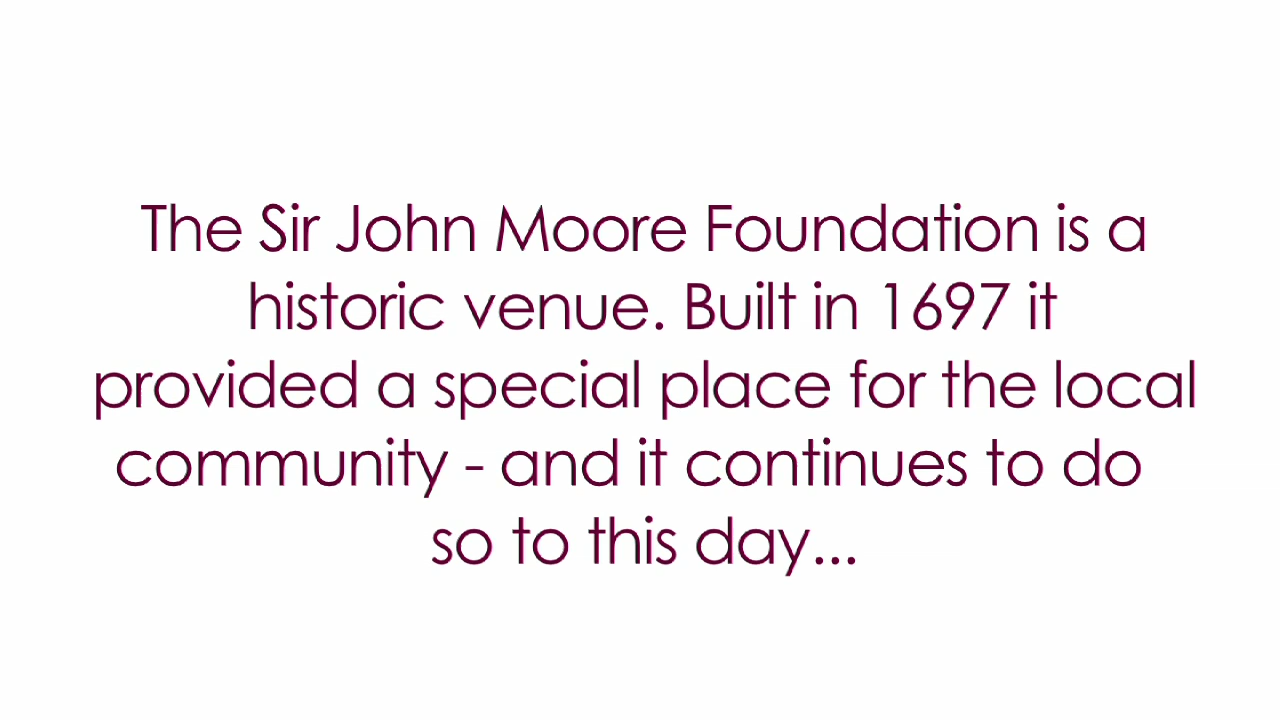 The Sir John Moore Foundation is a
historic venue. Built in 1697 it
provided a special place for the local
community - and it continues to do
so to this day...